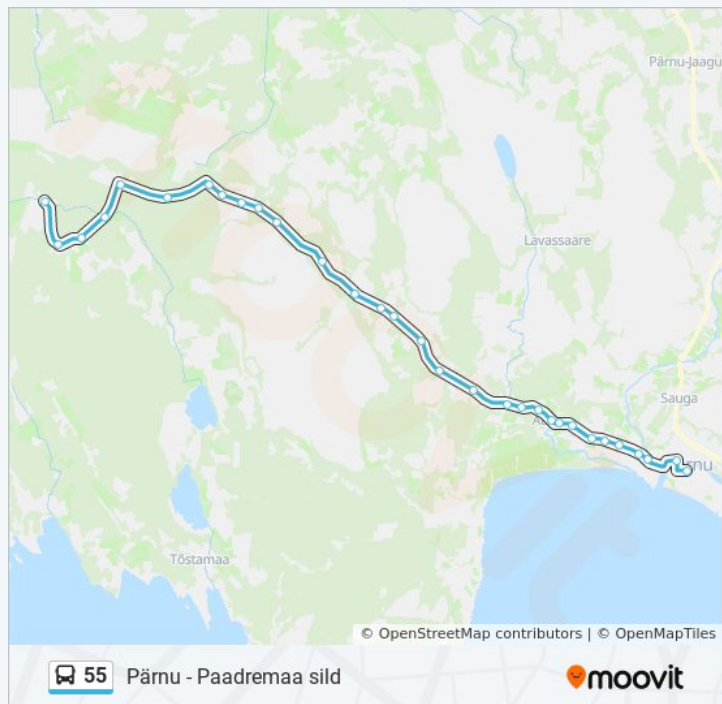 Pärnu-Jaagu
Lavassaare
Sauga
Tõstamaa
© OpenStreetMap contributors | © OpenMapTiles
55 Pärnu - Paadremaa sild
moovit